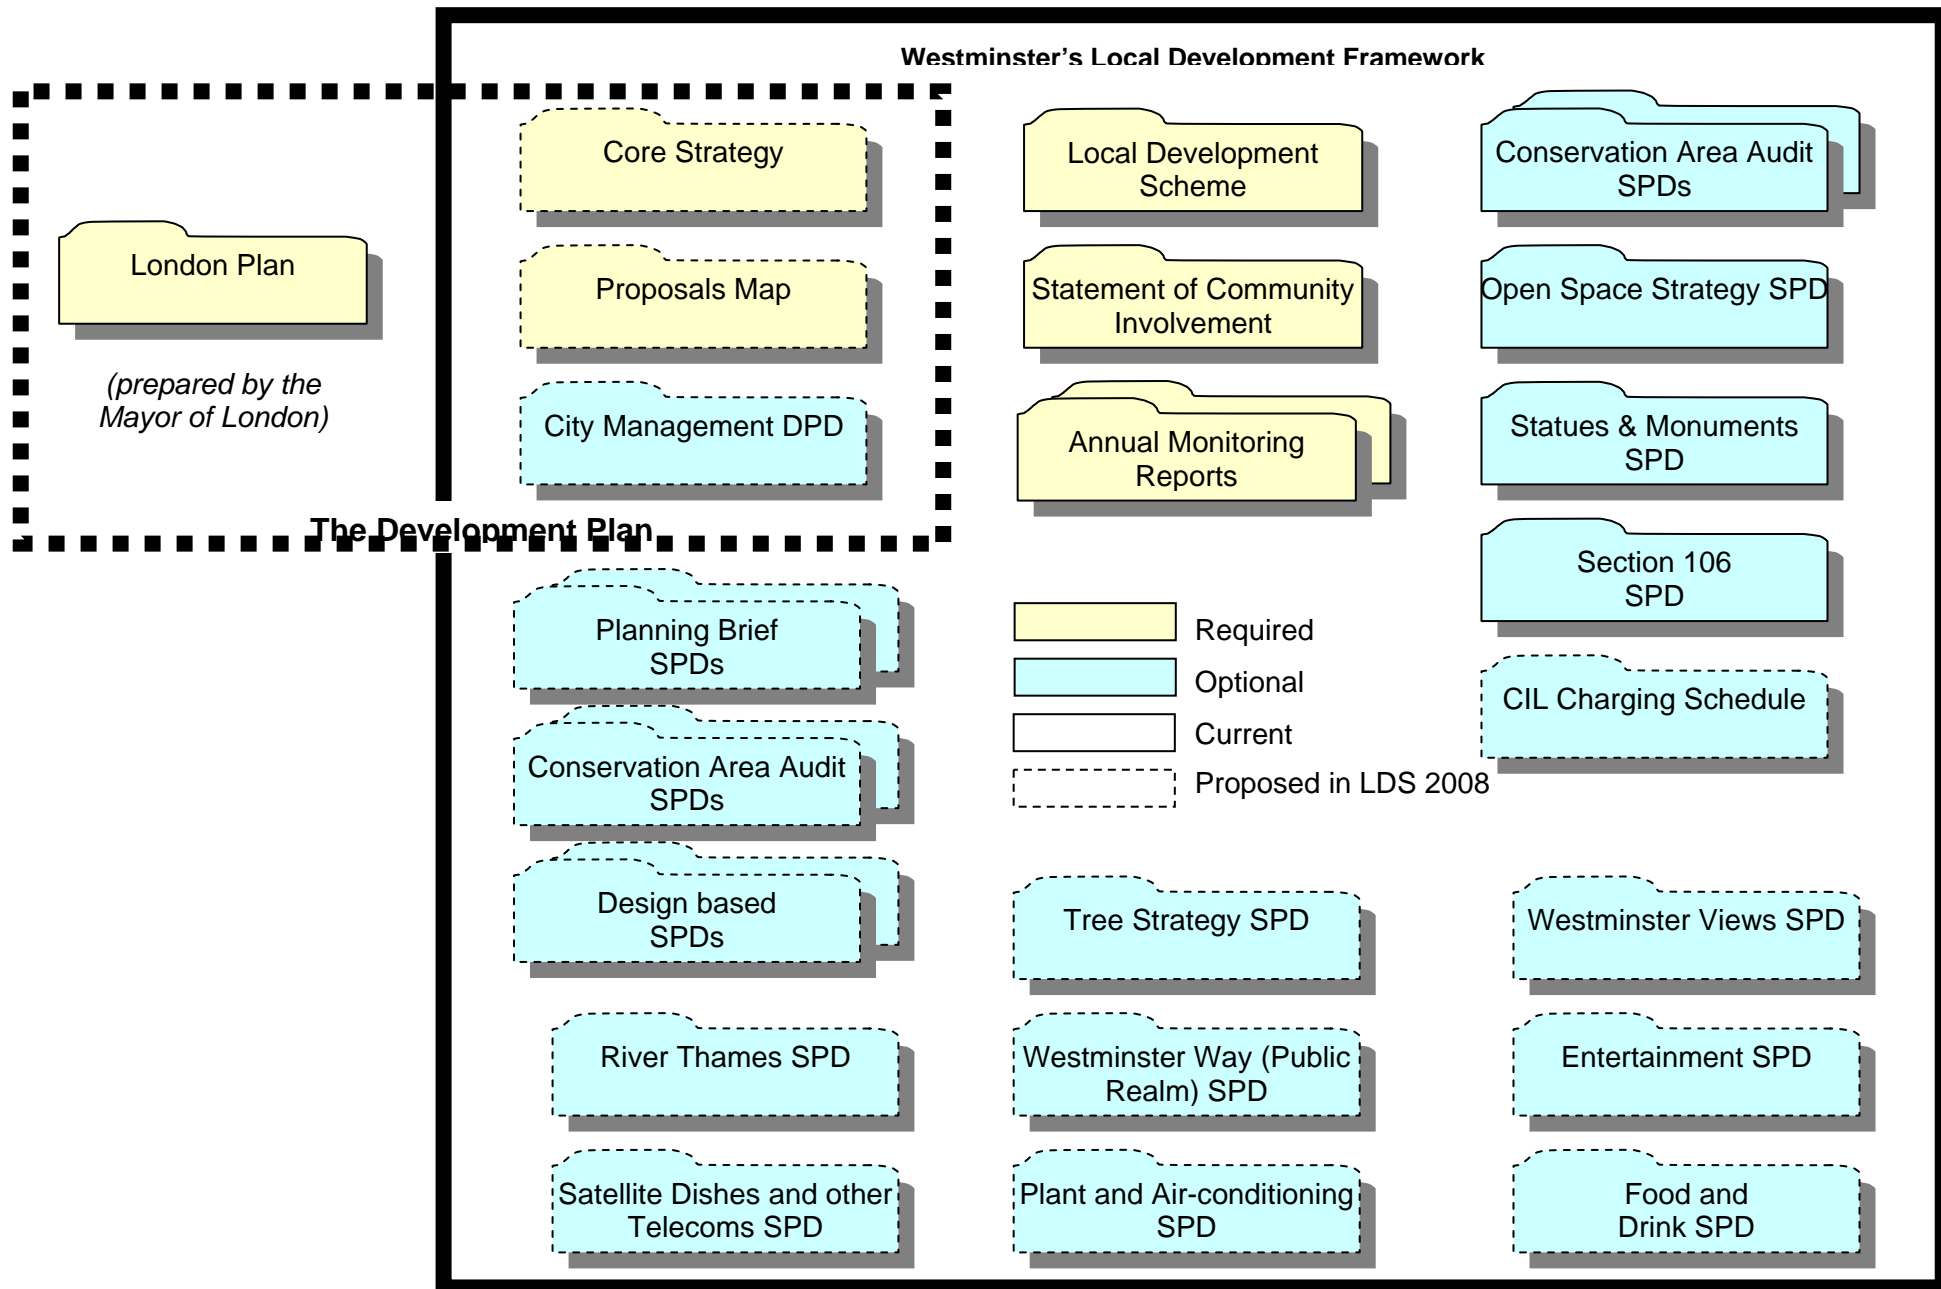 Westminster's Local Development Framework
London Plan
(prepared by the
Mayor of London)
Core Strategy
Proposals Map
City Management DPD
The Development Plan
Local Development
Scheme
Statement of Community
Involvement
Annual Monitoring
Reports
Conservation Area Audit
SPDs
Open Space Strategy SPD
Statues & Monuments
SPD
Section 106
SPD
CIL Charging Schedule
Planning Brief
SPDs
Conservation Area Audit
SPDs
Design based
SPDs
Required
Optional
Current
Proposed in LDS 2008
Tree Strategy SPD
Westminster Views SPD
River Thames SPD
Westminster Way (Public
Realm) SPD
Entertainment SPD
Satellite Dishes and other
Telecoms SPD
Plant and Air-conditioning
SPD
Food and
Drink SPD